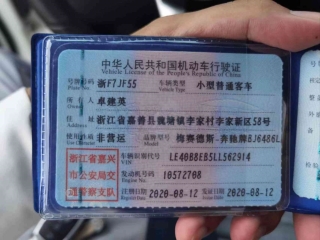 中华人民共和国机动车行驶证
Vehicle License of the People's Republic of China
号牌号码 浙F7JF55 车辆类型 小型普通客车
Plate No. Vehicle Type
所有人 卓德英
Owner
住址 浙江省嘉善县魏塘镇李家村李家新区58号
Address
使用性质 非营运 品牌型号 梅赛德斯-奔驰牌BJ6486L
Use Character Model
浙江省嘉兴 车辆识别代号 LE40B8EB5LL562914
VIN
市公安局交 发动机号码 10572708
Engine No.
通警察支队 注册日期 2020-08-12 发证日期 2020-08-12
Register Date Issue Date